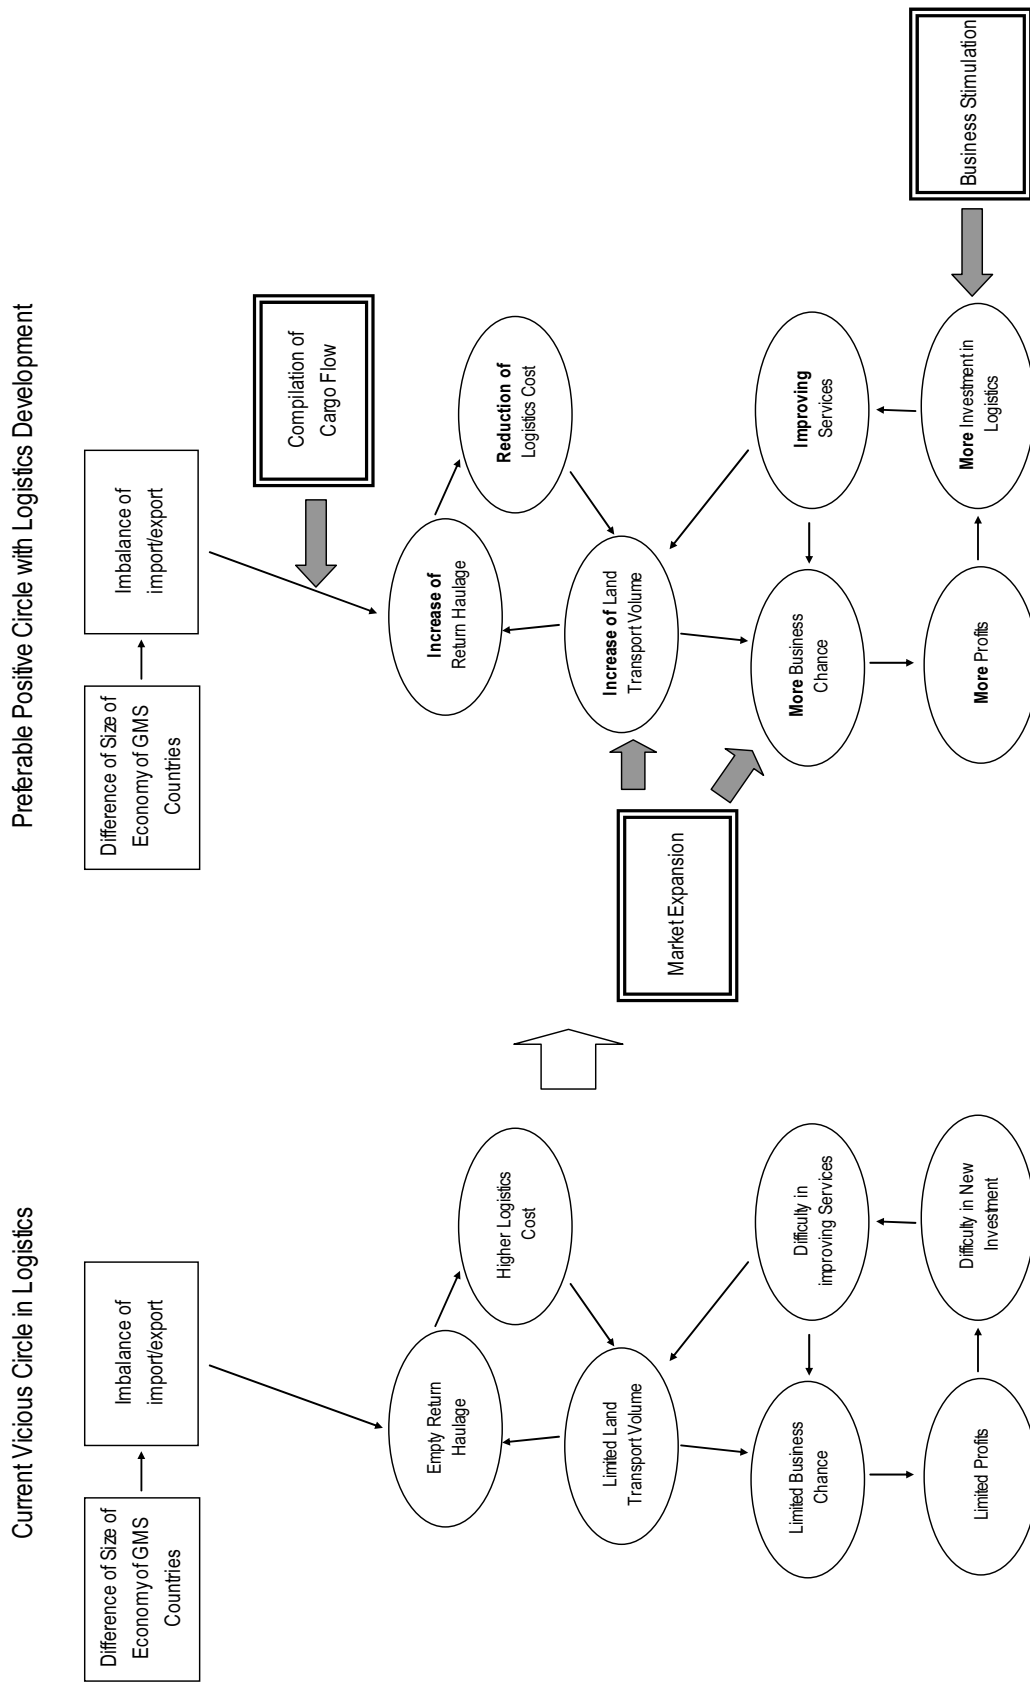 Current Vicious Circle in Logistics
Difference of Size of
Economy of GMS
Countries
Imbalance of
import/export
Empty Return
Haulage
Higher Logistics
Cost
Limited Land
Transport Volume
Limited Business
Chance
Difficulty in
improving Services
Limited Profits
Difficulty in New
Investment
Preferable Positive Circle with Logistics Development
Difference of Size of
Economy of GMS
Countries
Imbalance of
import/export
Compilation of
Cargo Flow
Increase of
Return Haulage
Reduction of
Logistics Cost
Increase of Land
Transport Volume
Market Expansion
More Business
Chance
Improving
Services
More Profits
More Investment in
Logistics
Business Stimulation